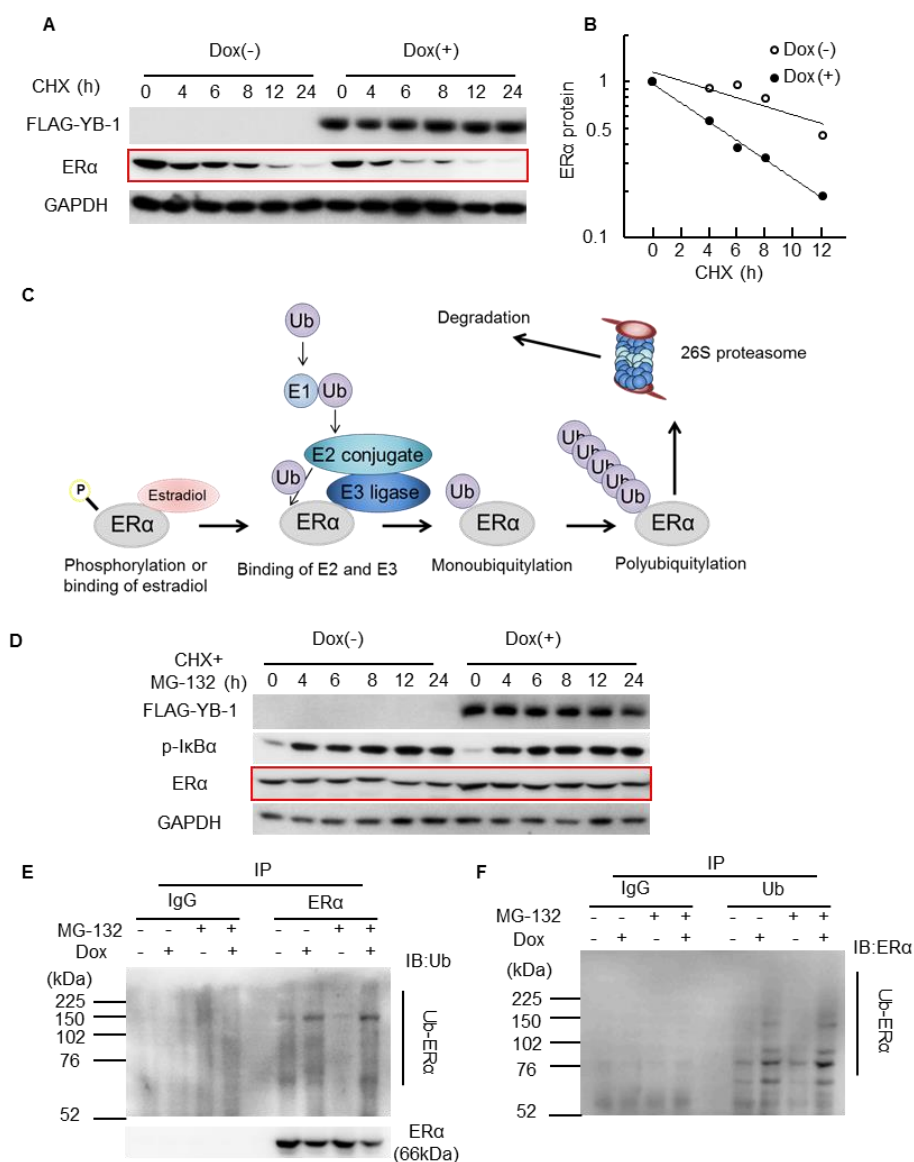 A
Dox(-) Dox(+)
CHX (h) 0 4 6 8 12 24 0 4 6 8 12 24
FLAG-YB-1
ERα
GAPDH
B
Dox(-)
Dox(+)
ERα protein
1
0.5
0.1
0 2 4 6 8 10 12
CHX (h)
C
Ub
E1 Ub
E2 conjugate
Ub
E3 ligase
P
Estradiol
ERα
ERα
Ub
ERα
Ub
Ub
Ub
Ub
Ub
ERα
Degradation
26S proteasome
Phosphorylation or
binding of estradiol
Binding of E2 and E3
Monoubiquitylation
Polyubiquitylation
D
Dox(-) Dox(+)
CHX+
MG-132 (h) 0 4 6 8 12 24 0 4 6 8 12 24
FLAG-YB-1
p-IκBα
ERα
GAPDH
E
IP
IgG ERα
MG-132 - - + + - - + +
Dox - + - + - + - +
IB:Ub
(kDa)
225
150
102
76
52
Ub-ERα
ERα
(66kDa)
F
IP
IgG Ub
MG-132 - - + + - - + +
Dox - + - + - + - +
IB:ERα
(kDa)
225
150
102
76
52
Ub-ERα